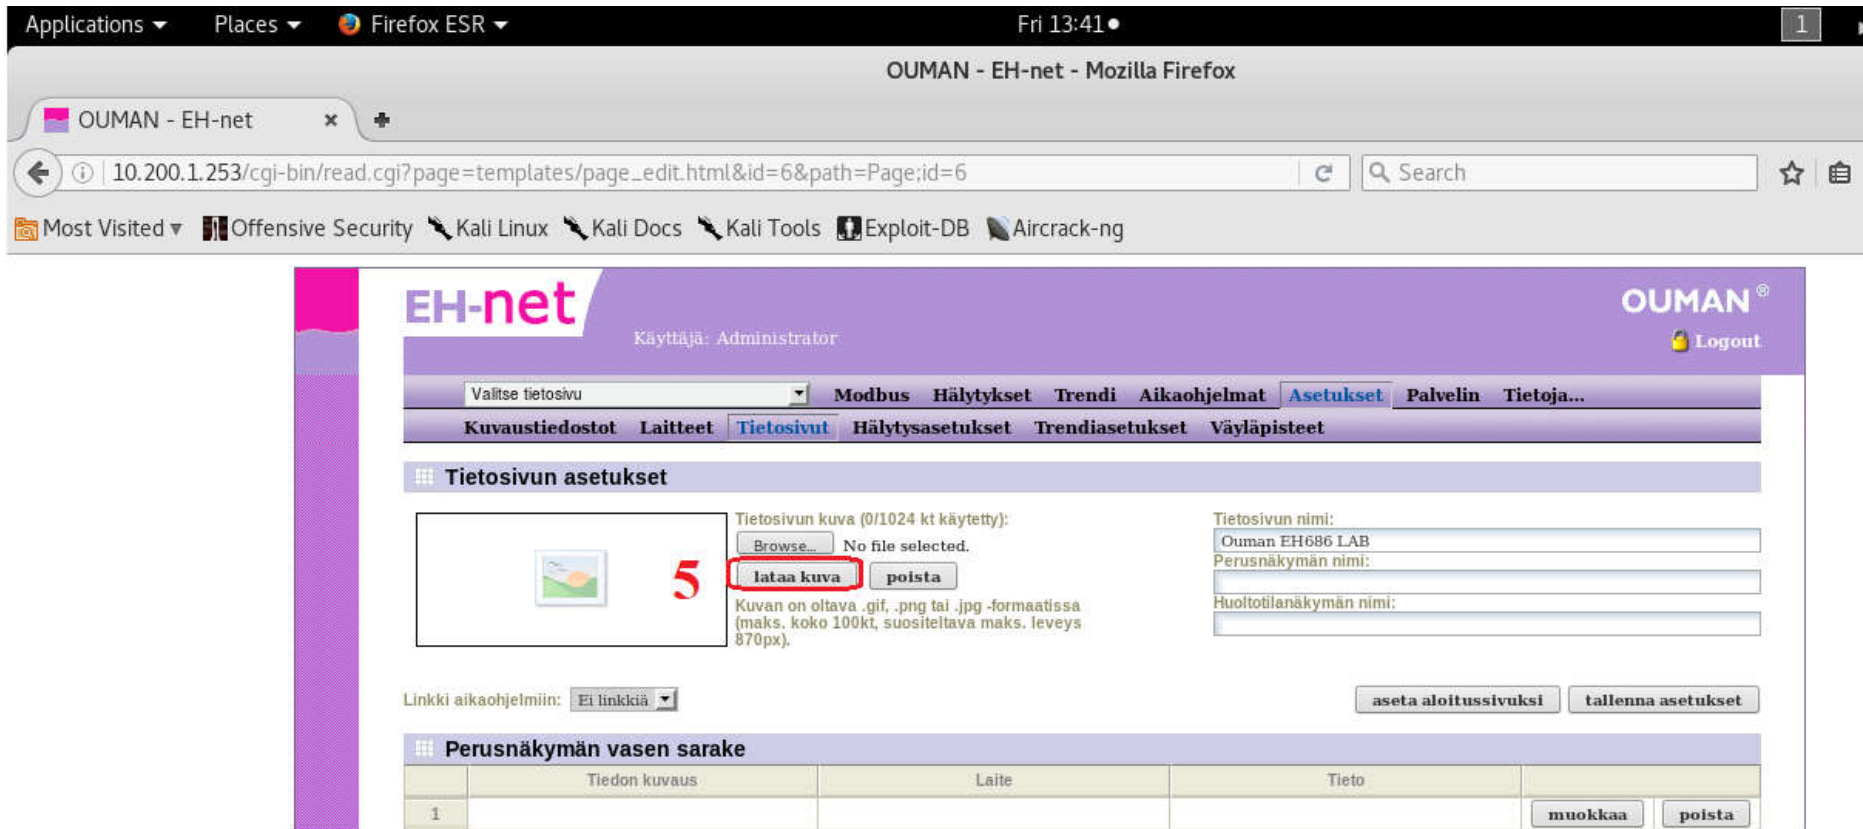 Applications Places Firefox ESR Fri 13:41 1
OUMAN - EH-net - Mozilla Firefox
OUMAN - EH-net
10.200.1.253/cgi-bin/read.cgi?page=templates/page_edit.html&id=6&path=Page;id=6 Search
Most Visited Offensive Security Kali Linux Kali Docs Kali Tools Exploit-DB Aircrack-ng
EH-net OUMAN®
Käyttäjä: Administrator Logout
Valitse tietosivu Modbus Hälytykset Trendi Aikaohjelmat Asetukset Palvelin Tietoja...
Kuvaustiedostot Laitteet Tietosivut Hälytysasetukset Trendiasetukset Väyläpisteet
Tietosivun asetukset
Tietosivun kuva (0/1024 kt käytetty):
Browse... No file selected.
5 lataa kuva poista
Kuvan on oltava .gif, .png tai .jpg -formaatissa
(maks. koko 100kt, suositeltava maks. leveys
870px).
Tietosivun nimi:
Ouman EH686 LAB
Perusnäkymän nimi:
Huoltotilanäkymän nimi:
Linkki aikaohjelmiin: Ei linkkiä aseta aloitussivuksi tallenna asetukset
Perusnäkymän vasen sarake
Tiedon kuvaus Laite Tieto
1 muokkaa poista